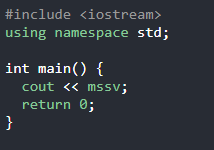 #include <iostream>
using namespace std;
int main() {
cout << mssv;
return 0;
}